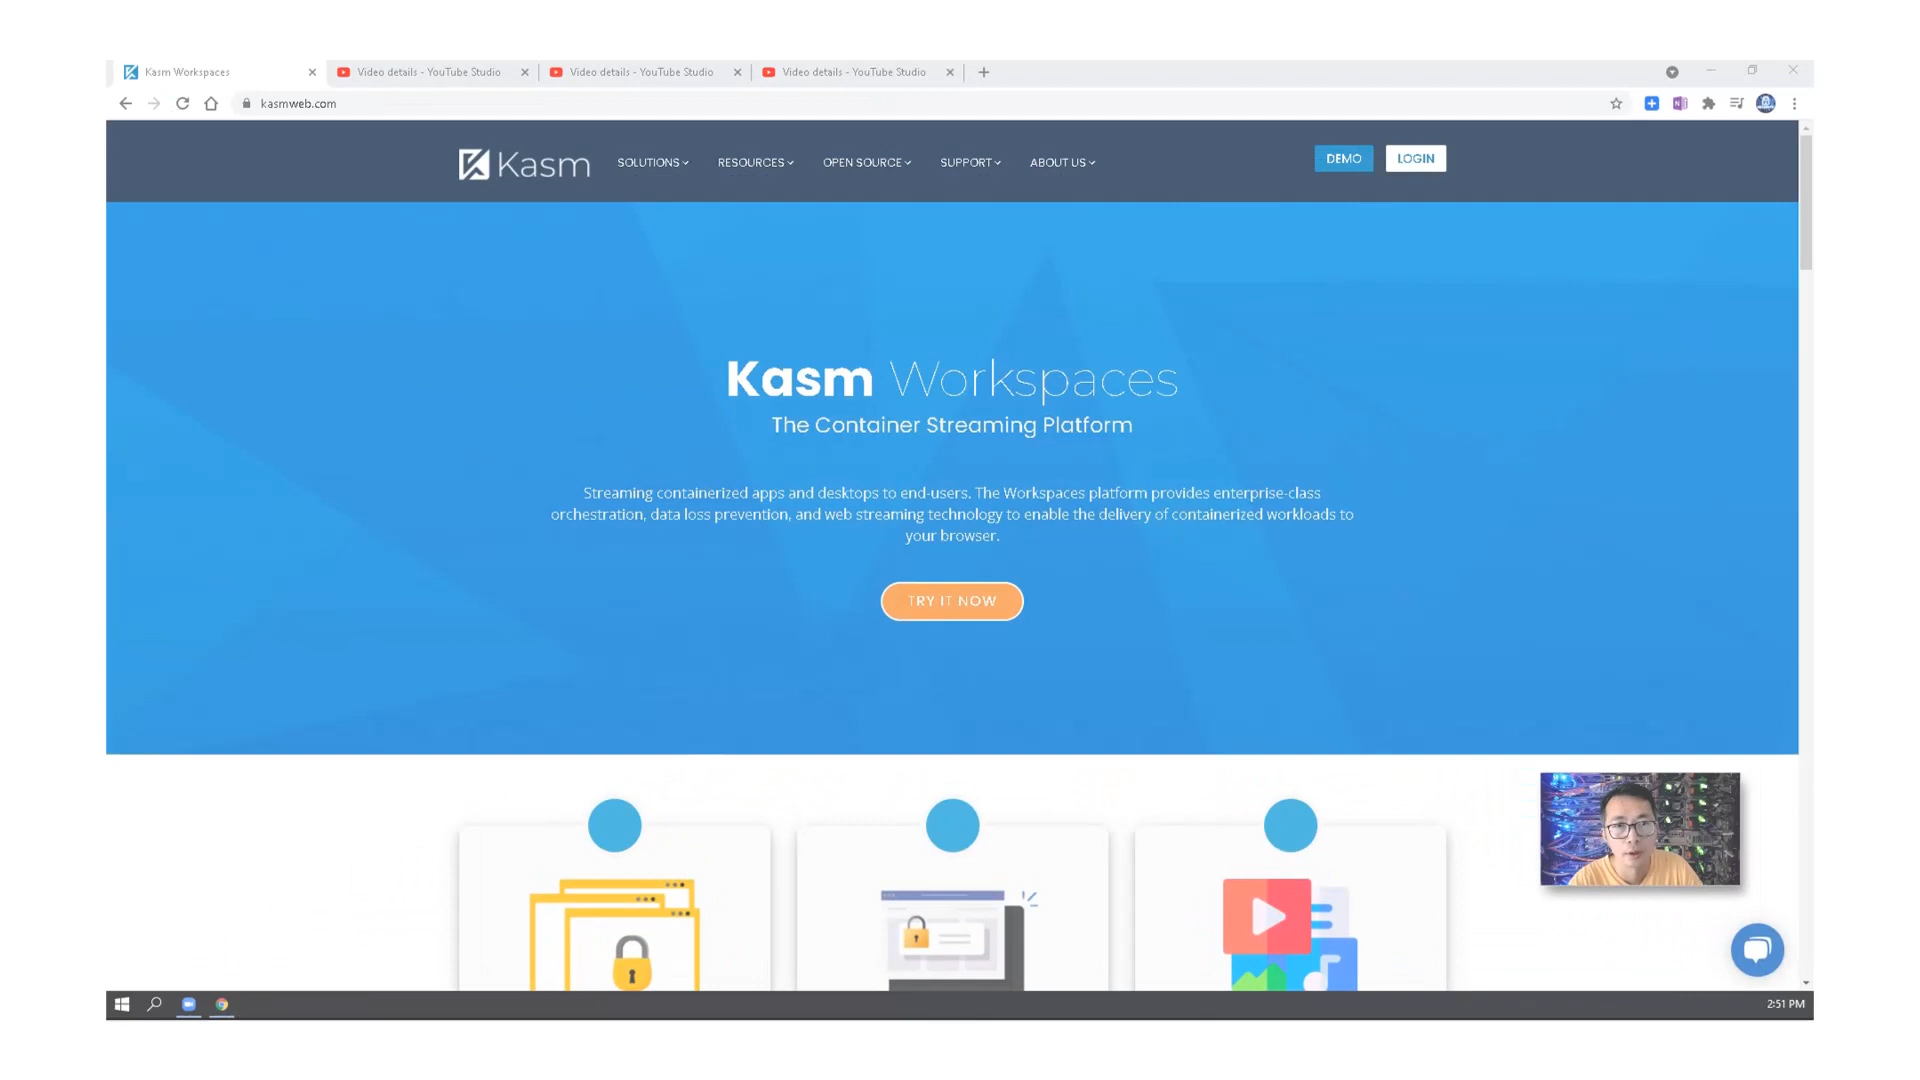 Kasm Workspaces
Video details - YouTube Studio
Video details - YouTube Studio
Video details - YouTube Studio
kasmweb.com
Kasm
SOLUTIONS
RESOURCES
OPEN SOURCE
SUPPORT
ABOUT US
DEMO
LOGIN
Kasm Workspaces
The Container Streaming Platform
Streaming containerized apps and desktops to end-users. The Workspaces platform provides enterprise-class
orchestration, data loss prevention, and web streaming technology to enable the delivery of containerized workloads to
your browser.
TRY IT NOW
2:51 PM